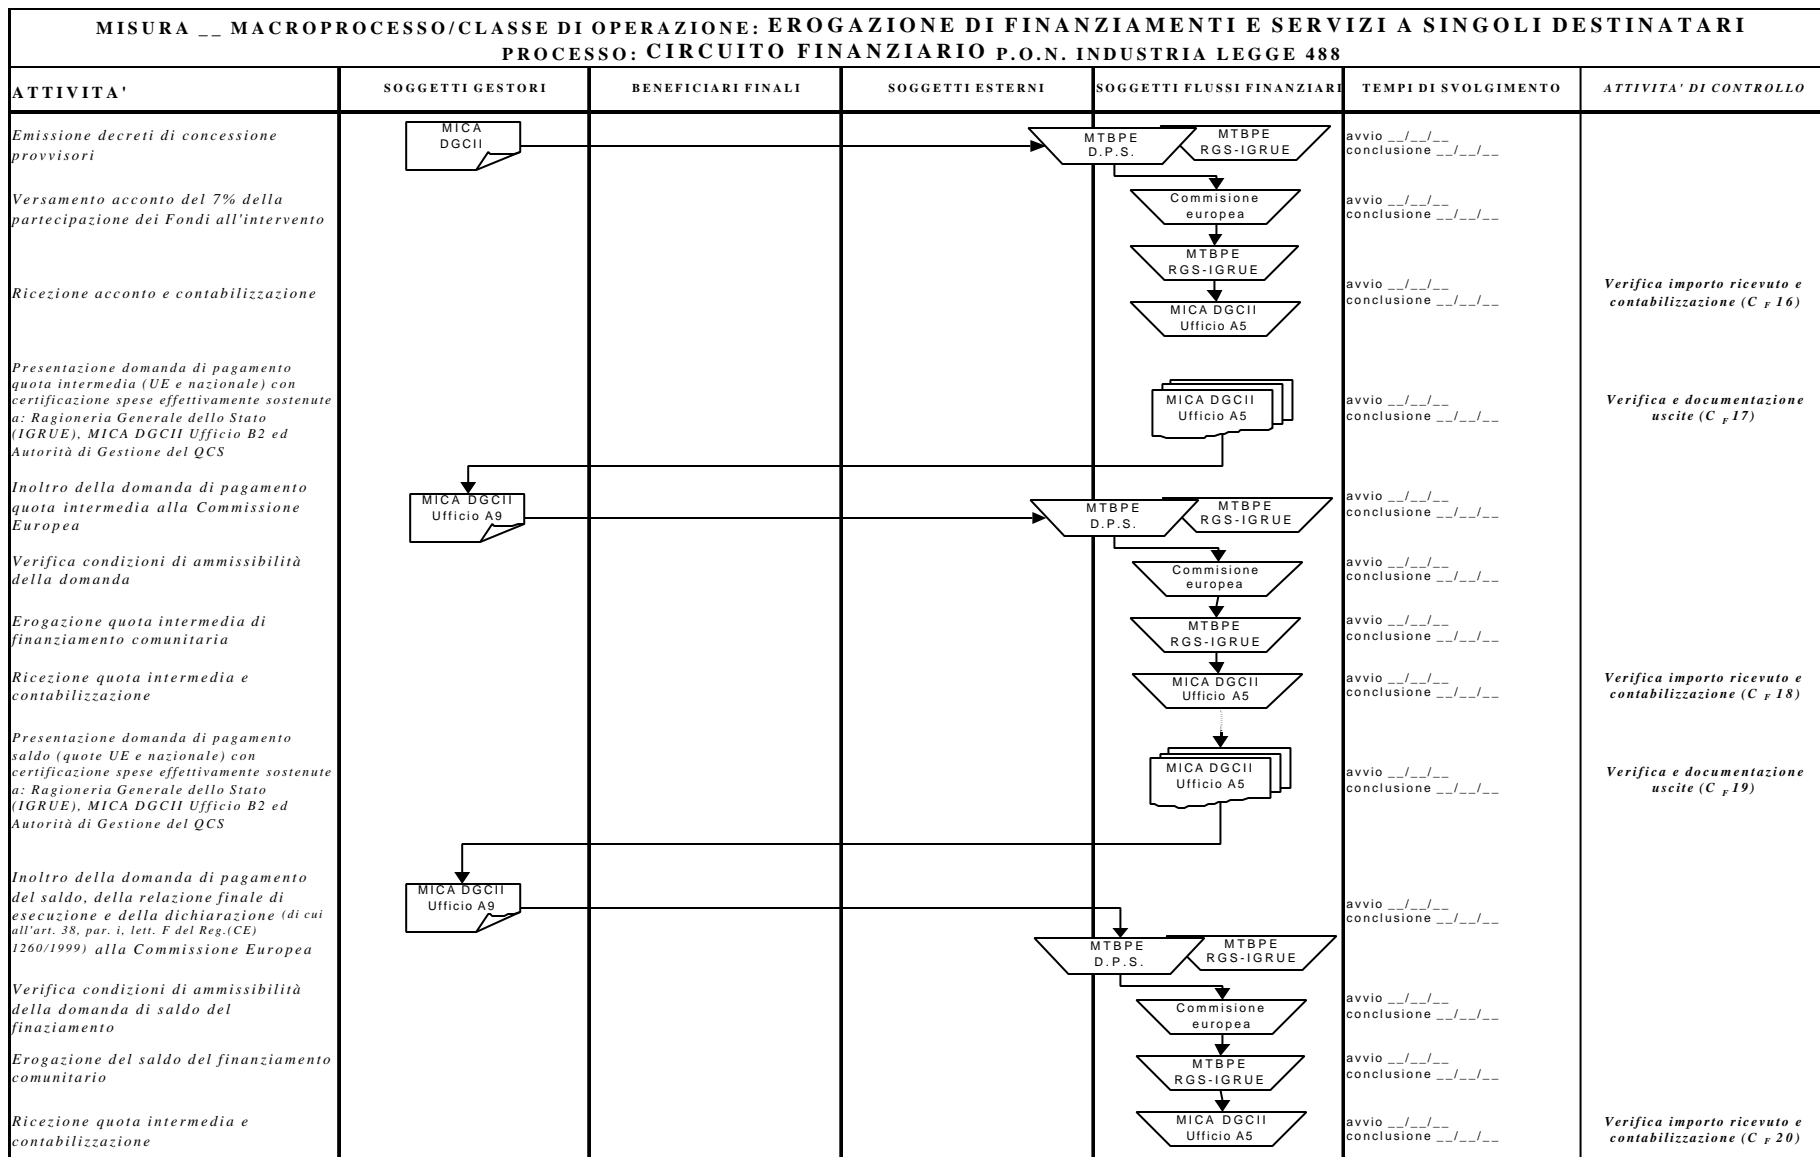 MISURA __ MACROPROCESSO/CLASSE DI OPERAZIONE: EROGAZIONE DI FINANZIAMENTI E SERVIZI A SINGOLI DESTINATARI
PROCESSO: CIRCUITO FINANZIARIO P.O.N. INDUSTRIA LEGGE 488
ATTIVITA'
SOGGETTI GESTORI
BENEFICIARI FINALI
SOGGETTI ESTERNI
SOGGETTI FLUSSI FINANZIARI
TEMPI DI SVOLGIMENTO
ATTIVITA' DI CONTROLLO
Emissione decreti di concessione
provvisori
MICA
DGCII
MTBPE
D.P.S.
MTBPE
RGS-IGRUE
avvio __/__/__
conclusione __/__/__
Versamento acconto del 7% della
partecipazione dei Fondi all'intervento
Commisione
europea
avvio __/__/__
conclusione __/__/__
MTBPE
RGS-IGRUE
Ricezione acconto e contabilizzazione
MICA DGCII
Ufficio A5
avvio __/__/__
conclusione __/__/__
Verifica importo ricevuto e
contabilizzazione (C F 16)
Presentazione domanda di pagamento
quota intermedia (UE e nazionale) con
certificazione spese effettivamente sostenute
a: Ragioneria Generale dello Stato
(IGRUE), MICA DGCII Ufficio B2 ed
Autorità di Gestione del QCS
MICA DGCII
Ufficio A5
avvio __/__/__
conclusione __/__/__
Verifica e documentazione
uscite (C F 17)
Inoltro della domanda di pagamento
quota intermedia alla Commissione
Europea
MICA DGCII
Ufficio A9
MTBPE
D.P.S.
MTBPE
RGS-IGRUE
avvio __/__/__
conclusione __/__/__
Verifica condizioni di ammissibilità
della domanda
Commisione
europea
avvio __/__/__
conclusione __/__/__
Erogazione quota intermedia di
finanziamento comunitaria
MTBPE
RGS-IGRUE
avvio __/__/__
conclusione __/__/__
Ricezione quota intermedia e
contabilizzazione
MICA DGCII
Ufficio A5
avvio __/__/__
conclusione __/__/__
Verifica importo ricevuto e
contabilizzazione (C F 18)
Presentazione domanda di pagamento
saldo (quote UE e nazionale) con
certificazione spese effettivamente sostenute
a: Ragioneria Generale dello Stato
(IGRUE), MICA DGCII Ufficio B2 ed
Autorità di Gestione del QCS
MICA DGCII
Ufficio A5
avvio __/__/__
conclusione __/__/__
Verifica e documentazione
uscite (C F 19)
Inoltro della domanda di pagamento
del saldo, della relazione finale di
esecuzione e della dichiarazione (di cui
all'art. 38, par. i, lett. F del Reg.(CE)
1260/1999) alla Commissione Europea
MICA DGCII
Ufficio A9
MTBPE
D.P.S.
MTBPE
RGS-IGRUE
avvio __/__/__
conclusione __/__/__
Verifica condizioni di ammissibilità
della domanda di saldo del
finaziamento
Commisione
europea
avvio __/__/__
conclusione __/__/__
Erogazione del saldo del finanziamento
comunitario
MTBPE
RGS-IGRUE
avvio __/__/__
conclusione __/__/__
Ricezione quota intermedia e
contabilizzazione
MICA DGCII
Ufficio A5
avvio __/__/__
conclusione __/__/__
Verifica importo ricevuto e
contabilizzazione (C F 20)